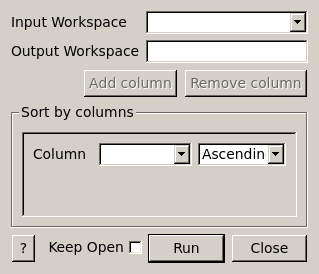 Input Workspace
Output Workspace
Add column Remove column
Sort by columns
Column Ascendin
? Keep Open Run Close